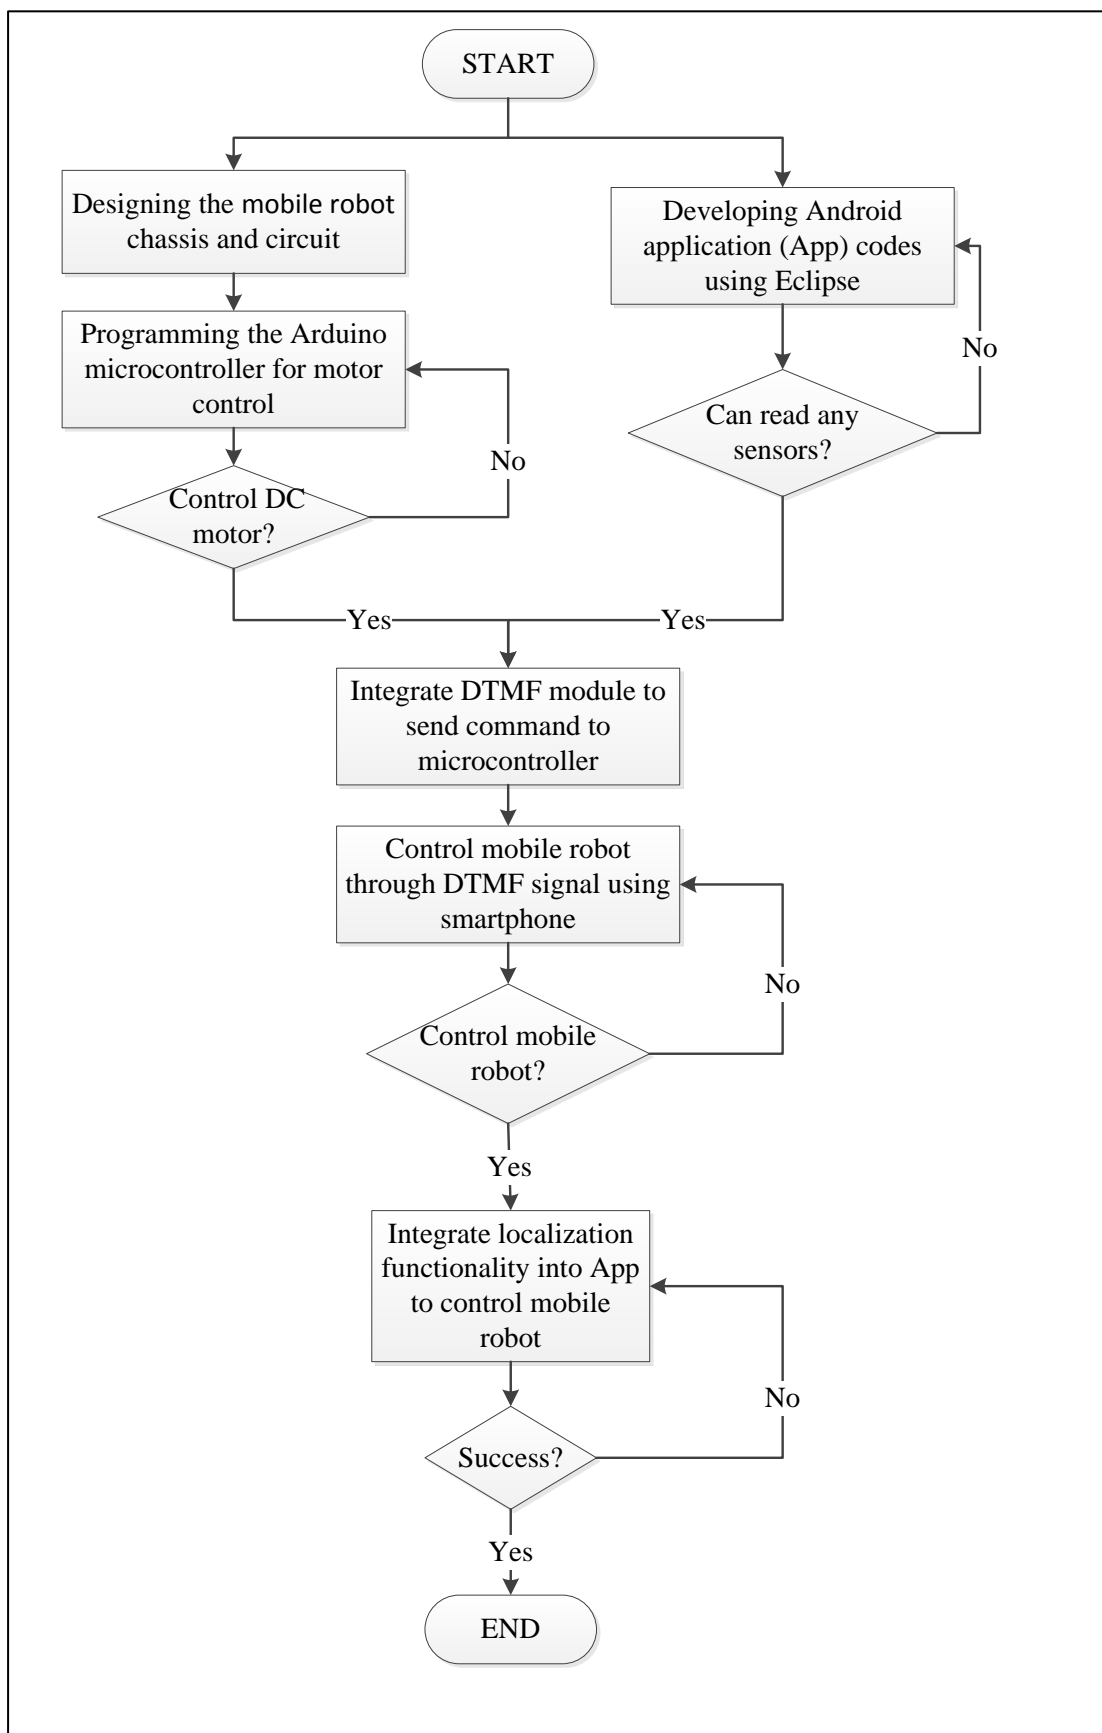 START
Designing the mobile robot
chassis and circuit
Programming the Arduino
microcontroller for motor
control
No
Control DC
motor?
Developing Android
application (App) codes
using Eclipse
No
Can read any
sensors?
Yes
Yes
Integrate DTMF module to
send command to
microcontroller
Control mobile robot
through DTMF signal using
smartphone
No
Control mobile
robot?
Yes
Integrate localization
functionality into App
to control mobile
robot
No
Success?
Yes
END